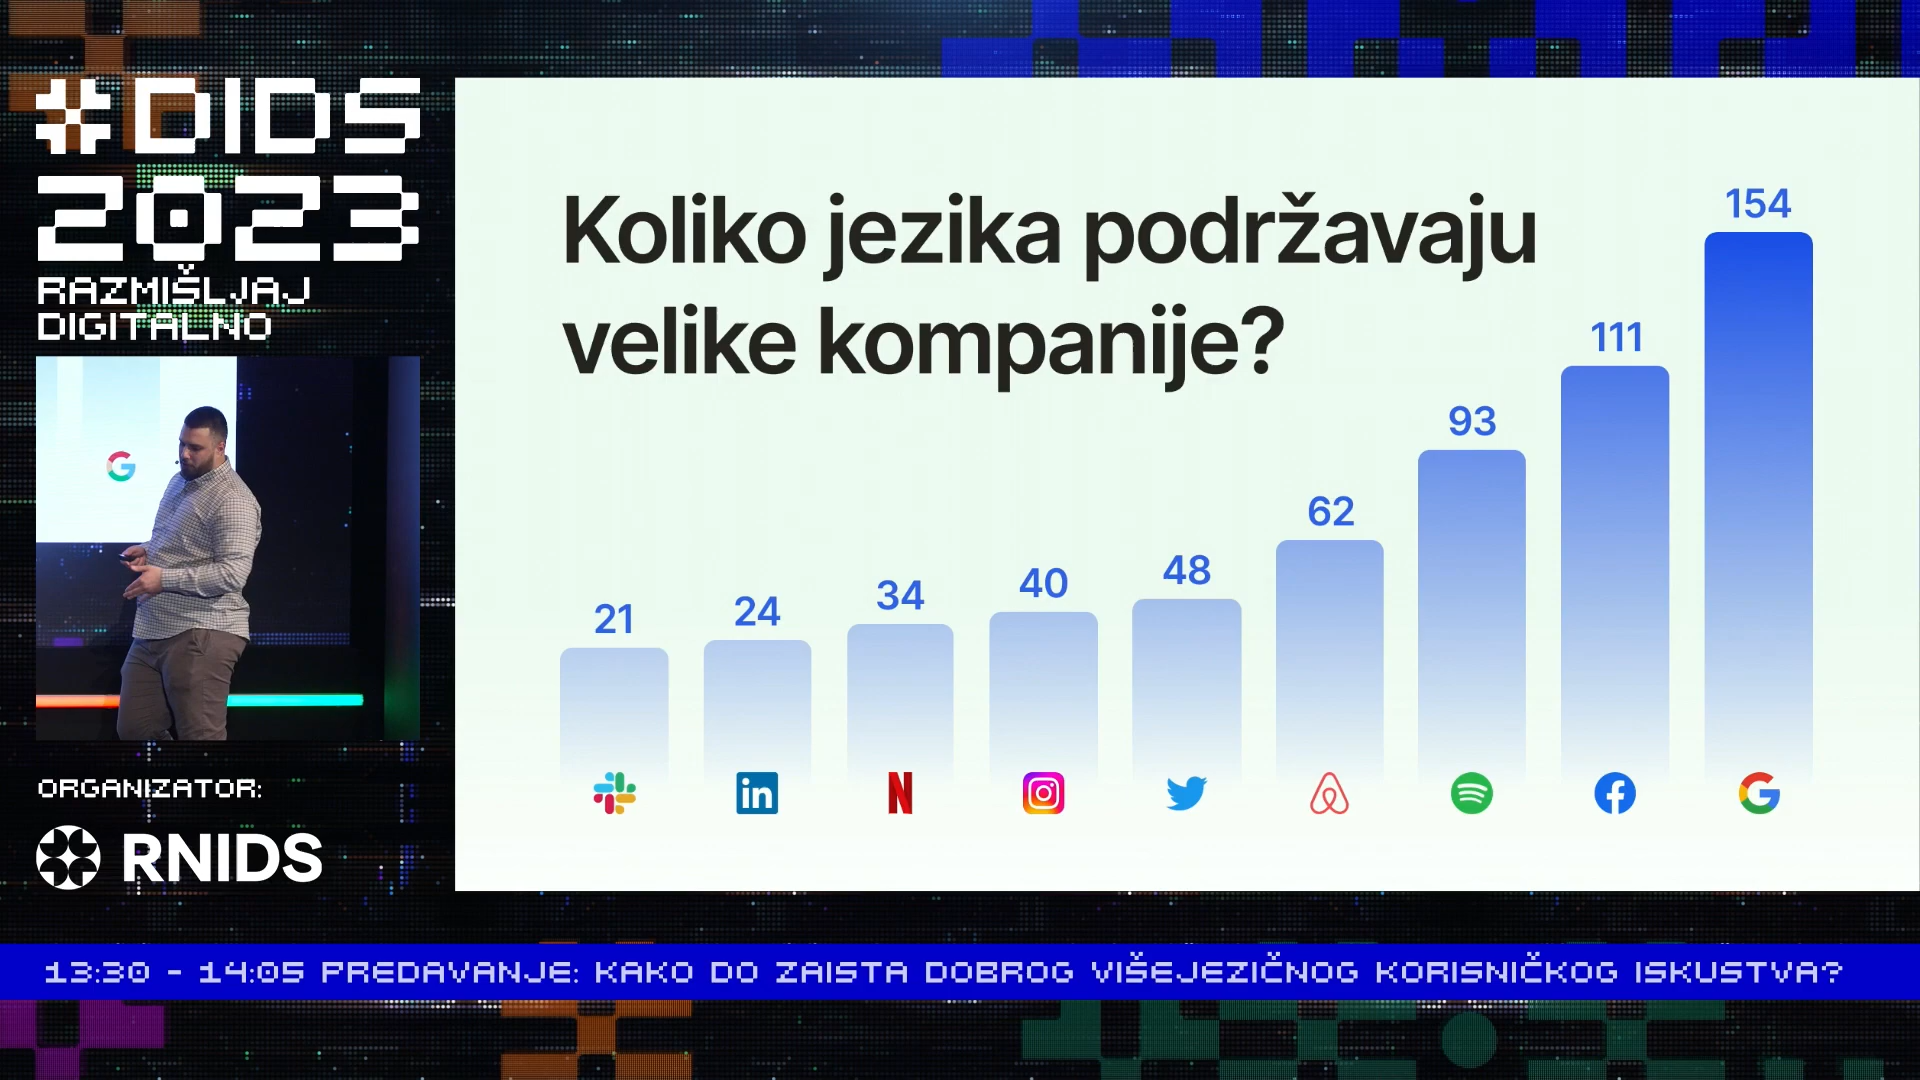 #DIDS
2023
RAZMIŠLJAJ
DIGITALNO
ORGANIZATOR:
RNIDS
Koliko jezika podržavaju
velike kompanije?
21
24
34
40
48
62
93
111
154
in
N
G
13:30 - 14:05 PREDAVANJE: KAKO DO ZAISTA DOBROG VIŠEJEZIČNOG KORISNIČKOG ISKUSTVA?